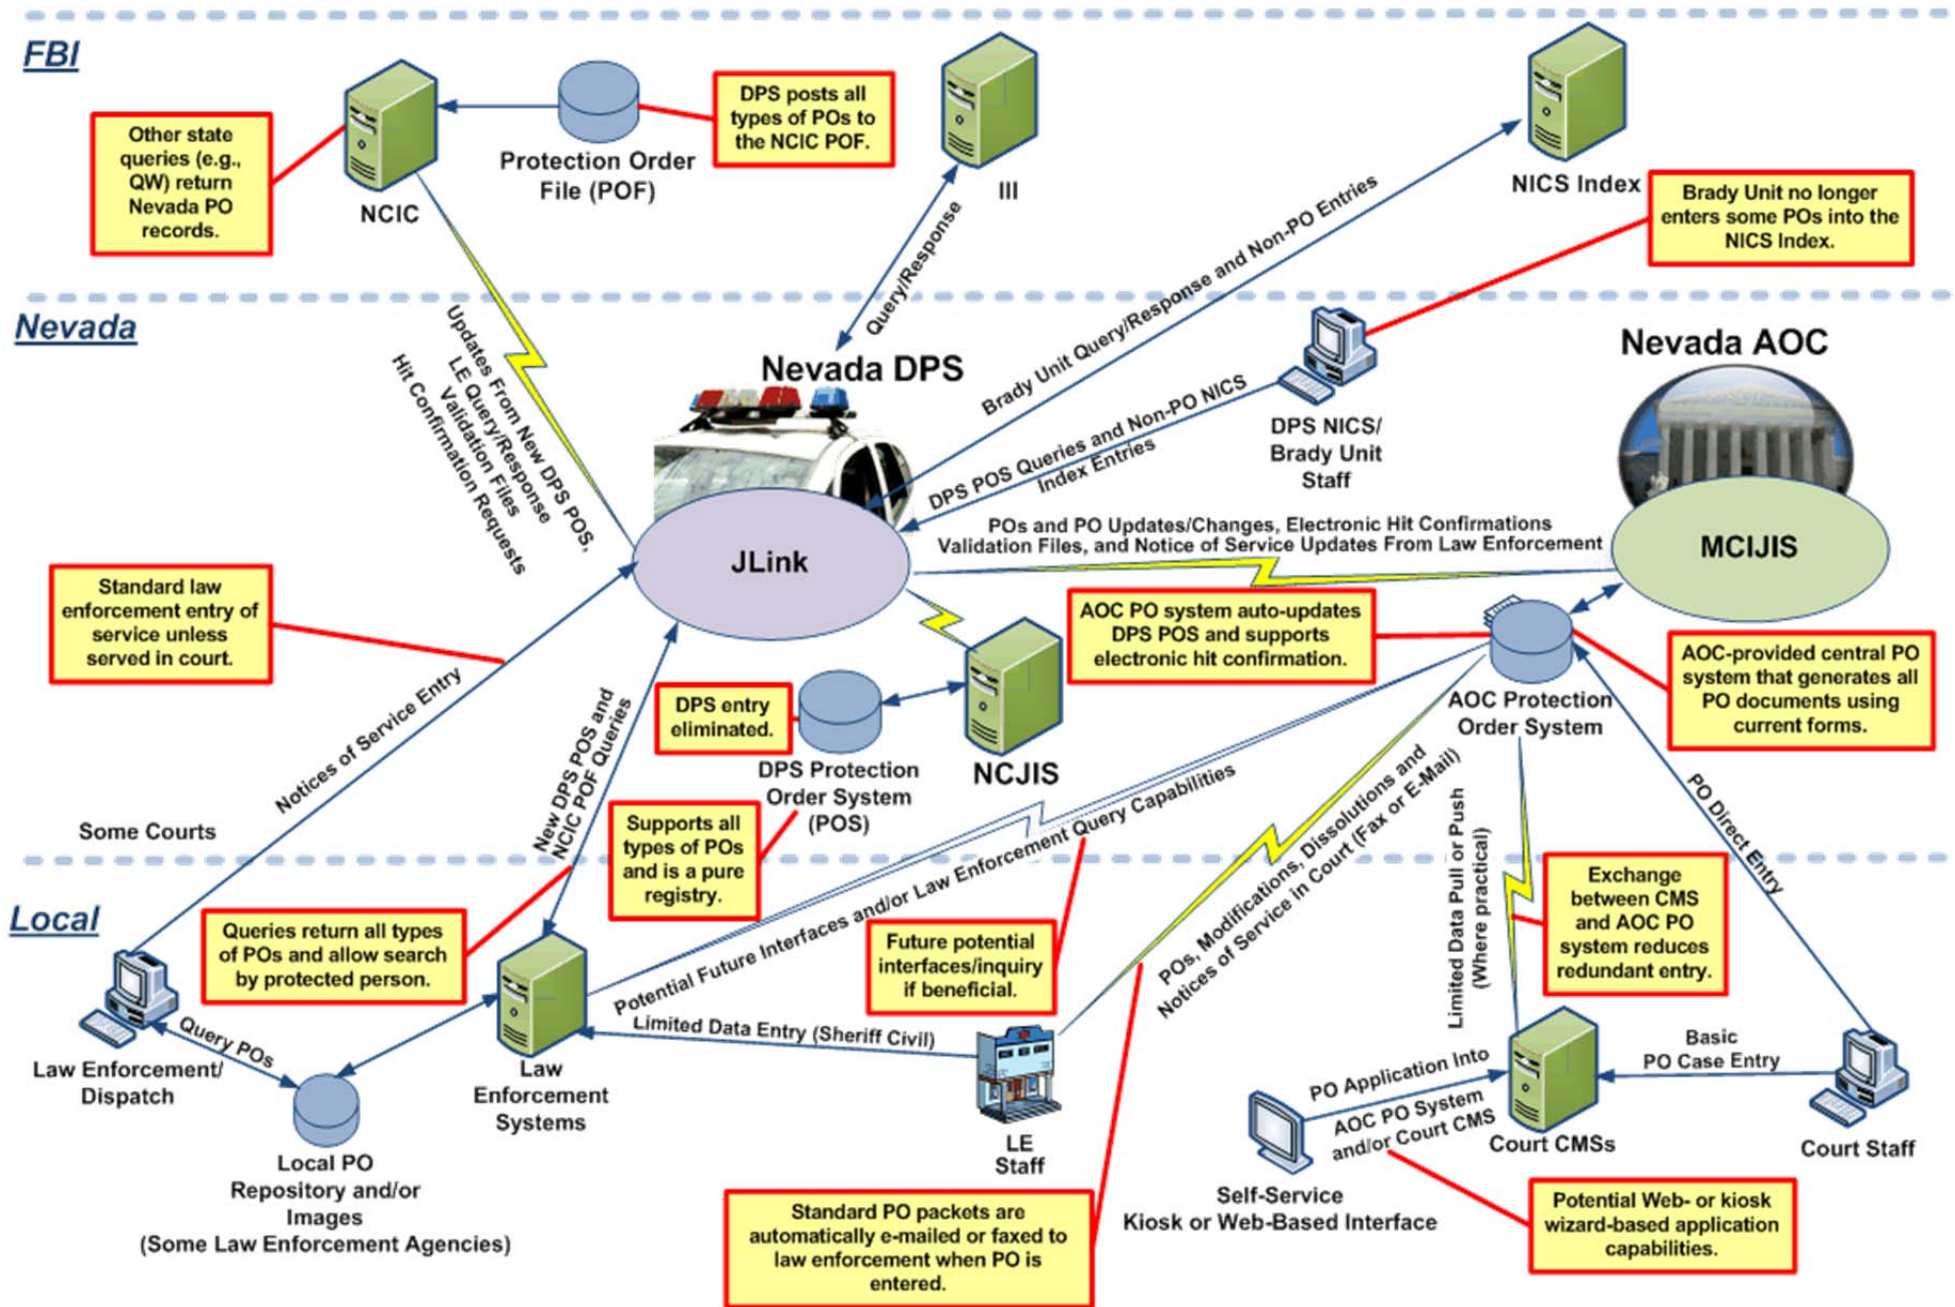 FBI
Other state
queries (e.g.,
QW) return
Nevada PO
records.
NCIC
Protection Order
File (POF)
DPS posts all
types of POs to
the NCIC POF.
III
NICS Index
Brady Unit no longer
enters some POs into the
NICS Index.
Query/Response
Brady Unit Query/Response and Non-PO Entries
Nevada
Updates From New DPS POS,
LE Query/Response
Validation Files
Hit Confirmation Requests
Nevada DPS
DPS POS Queries and Non-PO NICS
Index Entries
DPS NICS/
Brady Unit
Staff
Nevada AOC
JLink
POs and PO Updates/Changes, Electronic Hit Confirmations
Validation Files, and Notice of Service Updates From Law Enforcement
MCIJIS
Standard law
enforcement entry of
service unless
served in court.
Notices of Service Entry
New DPS POS and
NCIC POF Queries
DPS entry
eliminated.
DPS Protection
Order System
(POS)
NCJIS
AOC PO system auto-updates
DPS POS and supports
electronic hit confirmation.
AOC Protection
Order System
AOC-provided central PO
system that generates all
PO documents using
current forms.
Some Courts
Supports all
types of POs
and is a pure
registry.
Potential Future Interfaces and/or Law Enforcement Query Capabilities
POs, Modifications, Dissolutions and
Notices of Service in Court (Fax or E-Mail)
Limited Data Pull or Push
(Where practical)
PO Direct Entry
Local
Queries return all types
of POs and allow search
by protected person.
Future potential
interfaces/inquiry
if beneficial.
Exchange
between CMS
and AOC PO
system reduces
redundant entry.
Law Enforcement/
Dispatch
Query POs
Local PO
Repository and/or
Images
(Some Law Enforcement Agencies)
Law
Enforcement
Systems
Limited Data Entry (Sheriff Civil)
LE
Staff
Standard PO packets are
automatically e-mailed or faxed to
law enforcement when PO is
entered.
PO Application Into
AOC PO System
and/or Court CMS
Self-Service
Kiosk or Web-Based Interface
Court CMSs
Basic
PO Case Entry
Court Staff
Potential Web- or kiosk
wizard-based application
capabilities.